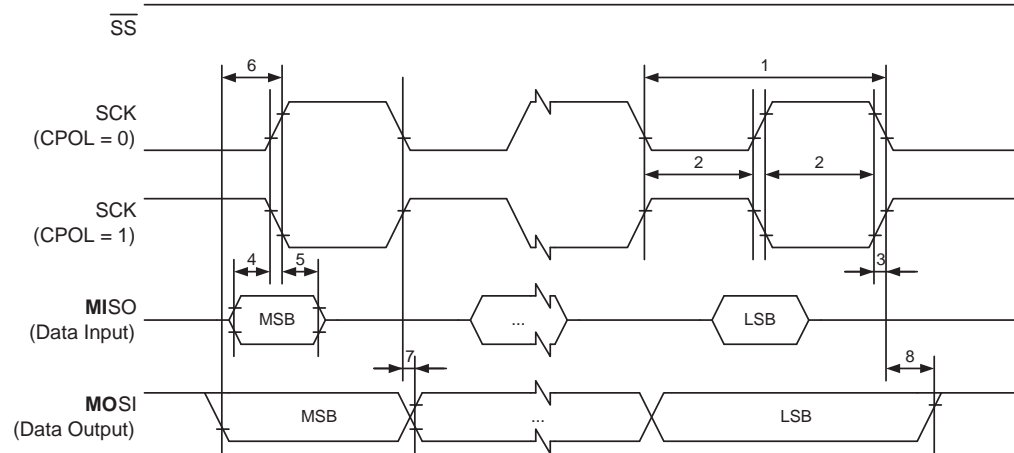 SS
6
1
SCK
(CPOL = 0)
2
2
SCK
(CPOL = 1)
4
5
3
MISO
(Data Input)
MSB
...
LSB
7
8
MOSI
(Data Output)
MSB
...
LSB